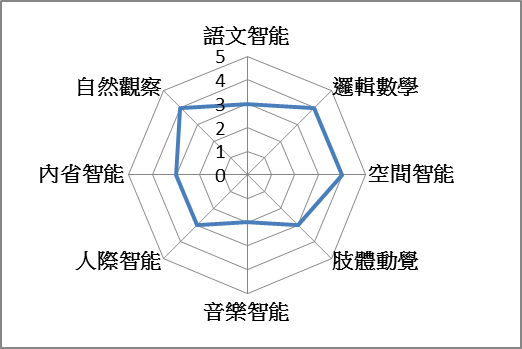 語文智能
5
4
3
2
1
0
邏輯數學
空間智能
肢體動覺
音樂智能
人際智能
內省智能
自然觀察